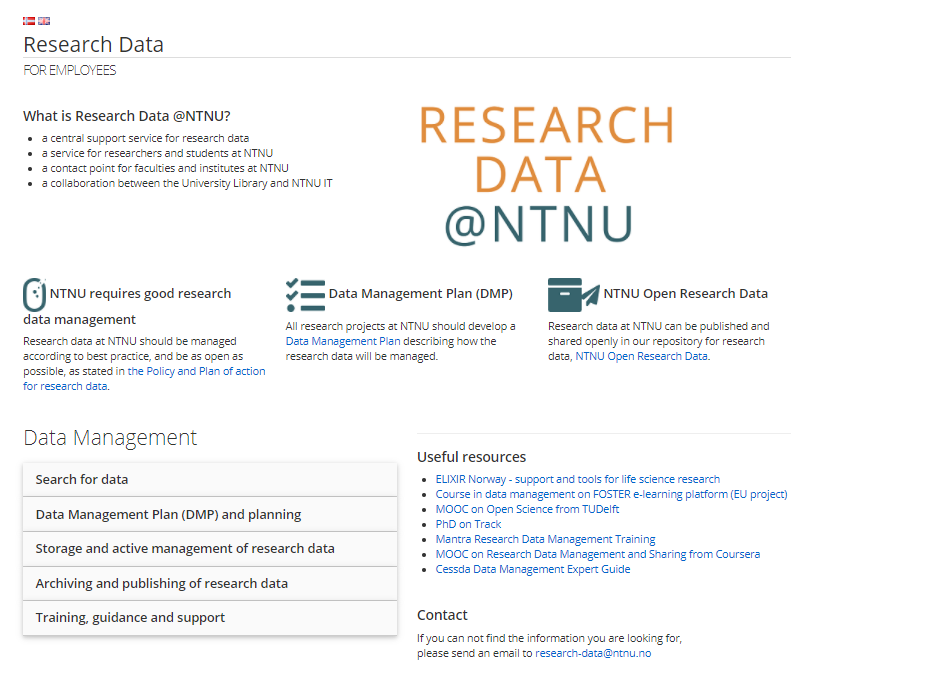 Research Data
FOR EMPLOYEES
What is Research Data @NTNU?
a central support service for research data
a service for researchers and students at NTNU
a contact point for faculties and institutes at NTNU
a collaboration between the University Library and NTNU IT
RESEARCH
DATA
@NTNU
NTNU requires good research
data management
Research data at NTNU should be managed
according to best practice, and be as open as
possible, as stated in the Policy and Plan of action
for research data.
Data Management Plan (DMP)
All research projects at NTNU should develop a
Data Management Plan describing how the
research data will be managed.
NTNU Open Research Data
Research data at NTNU can be published and
shared openly in our repository for research
data, NTNU Open Research Data.
Data Management
Search for data
Data Management Plan (DMP) and planning
Storage and active management of research data
Archiving and publishing of research data
Training, guidance and support
Useful resources
ELIXIR Norway - support and tools for life science research
Course in data management on FOSTER e-learning platform (EU project)
MOOC on Open Science from TUDelft
PhD on Track
Mantra Research Data Management Training
MOOC on Research Data Management and Sharing from Coursera
Cessda Data Management Expert Guide
Contact
If you can not find the information you are looking for,
please send an email to research-data@ntnu.no